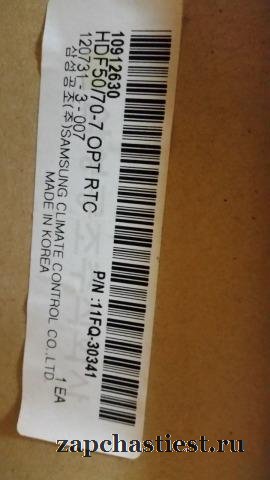 10912630
HDF50/70-7 OPT RTC
120731-3-007
P/N :11FQ-30341
삼성공조(주)SAMSUNG CLIMATE CONTROL CO.,LTD
1 EA
MADE IN KOREA
zapchastiest.ru